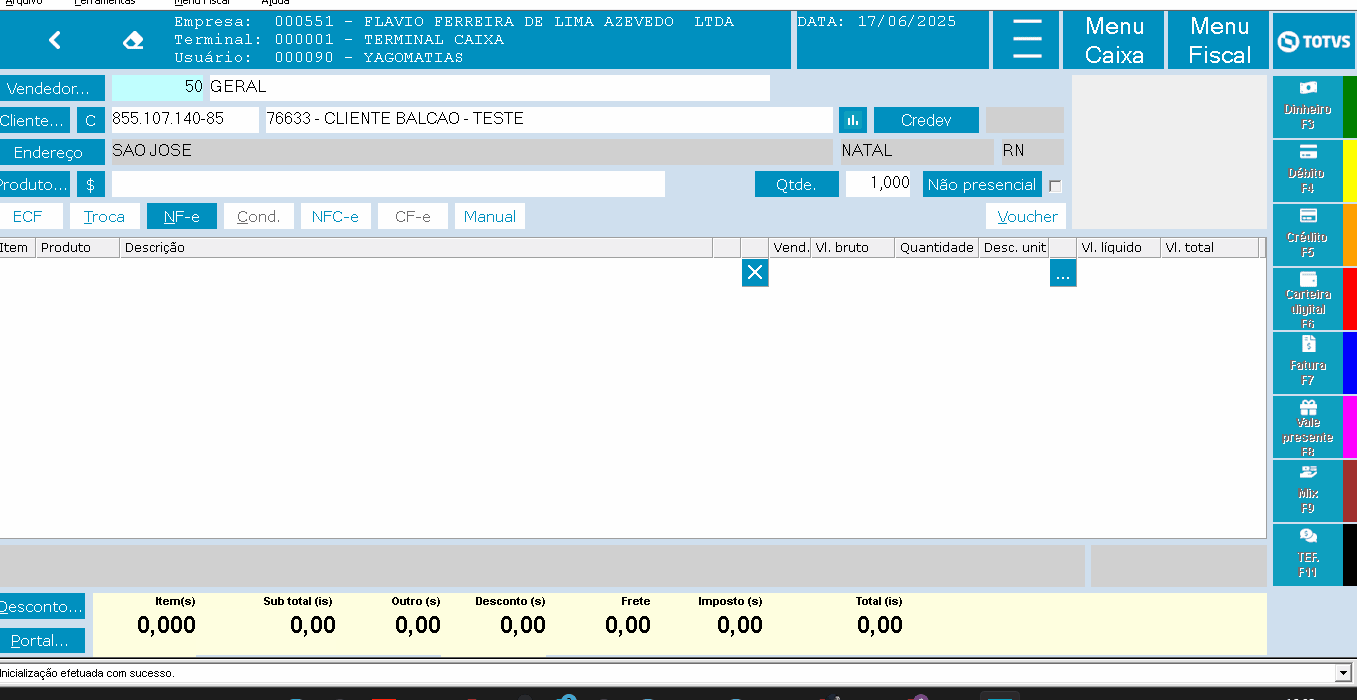 Arquivo Ferramentas Menu Fiscal Ajuda
Empresa: 000551 - FLAVIO FERREIRA DE LIMA AZEVEDO LTDA
Terminal: 000001 - TERMINAL CAIXA
Usuário: 000090 - YAGOMATIAS
DATA: 17/06/2025
Menu Caixa
Menu Fiscal
TOTVS
Vendedor... 50 GERAL
Cliente... C 855.107.140-85 76633 - CLIENTE BALCAO - TESTE Credev
Endereço SAO JOSE NATAL RN
Produto... $ Qtde. 1,000 Não presencial
ECF Troca NF-e Cond. NFC-e CF-e Manual Voucher
Item Produto Descrição Vend. Vl. bruto Quantidade Desc. unit Vl. líquido Vl. total
...
Dinheiro
F3
Débito
F4
Crédito
F5
Carteira
digital
F6
Fatura
F7
Vale
presente
F8
Mix
F9
TEF.
F11
Desconto...
Portal...
Item(s) Sub total (is) Outro (s) Desconto (s) Frete Imposto (s) Total (is)
0,000 0,00 0,00 0,00 0,00 0,00 0,00
Inicialização efetuada com sucesso.